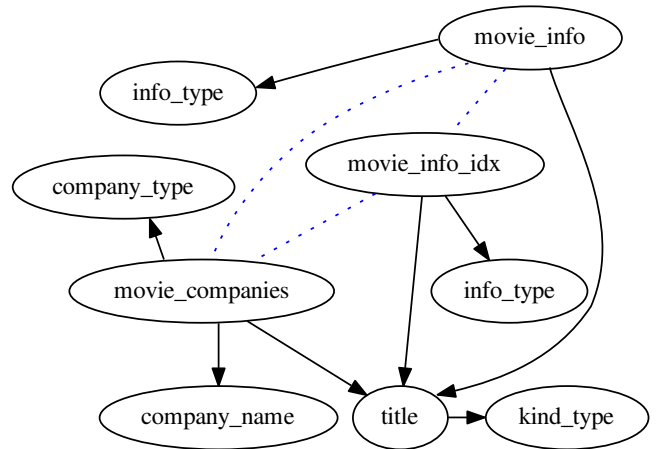 movie_info
info_type
movie_info_idx
company_type
movie_companies
info_type
company_name
title
kind_type